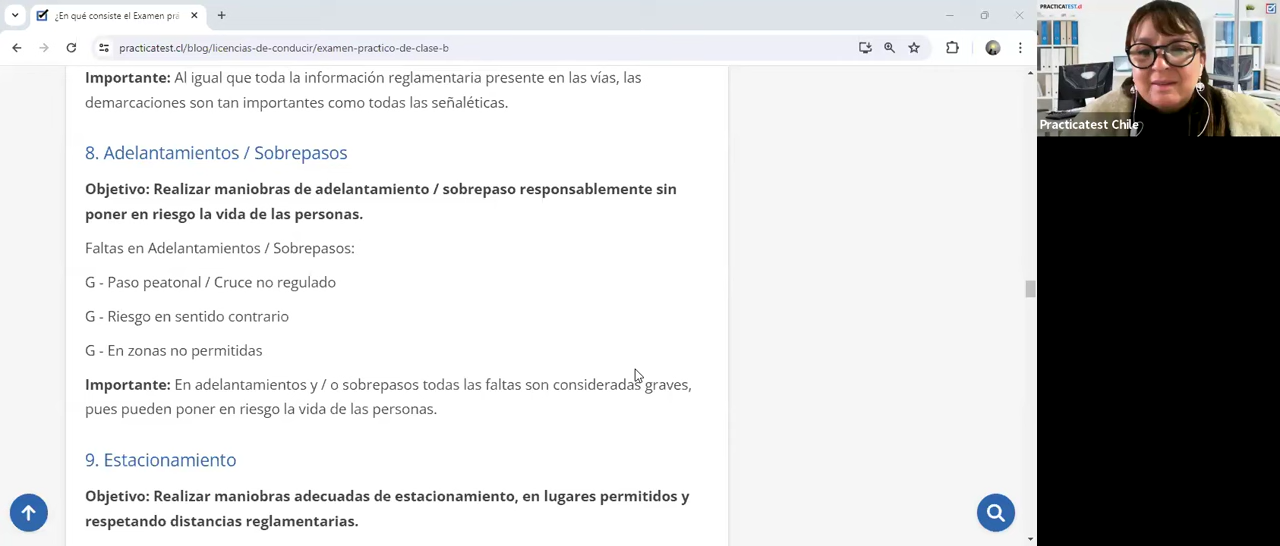 ¿En qué consiste el Examen prá
practicatest.cl/blog/licencias-de-conducir/examen-practico-de-clase-b
PRACTICATEST.cl
Practicatest Chile
Importante: Al igual que toda la información reglamentaria presente en las vías, las
demarcaciones son tan importantes como todas las señaléticas.
8. Adelantamientos / Sobrepasos
Objetivo: Realizar maniobras de adelantamiento / sobrepaso responsablemente sin
poner en riesgo la vida de las personas.
Faltas en Adelantamientos / Sobrepasos:
G - Paso peatonal / Cruce no regulado
G - Riesgo en sentido contrario
G - En zonas no permitidas
Importante: En adelantamientos y / o sobrepasos todas las faltas son consideradas graves,
pues pueden poner en riesgo la vida de las personas.
9. Estacionamiento
Objetivo: Realizar maniobras adecuadas de estacionamiento, en lugares permitidos y
respetando distancias reglamentarias.